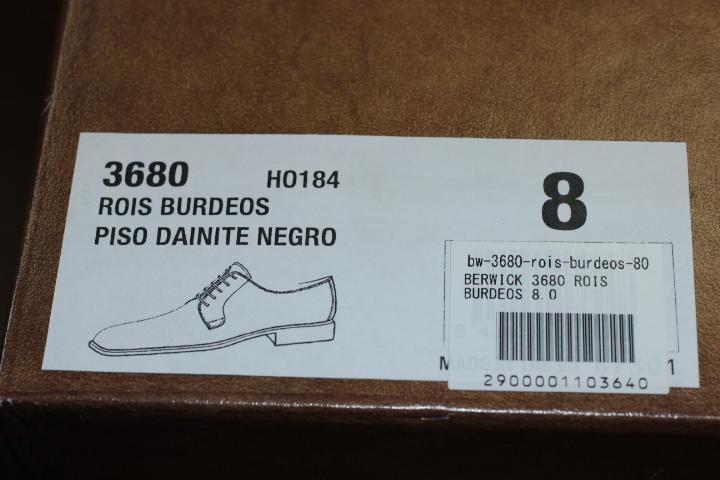 3680 HO184 8
ROIS BURDEOS
PISO DAINITE NEGRO
bw-3680-rois-burdeos-80
BERWICK 3680 ROIS
BURDEOS 8.0
2900001103640